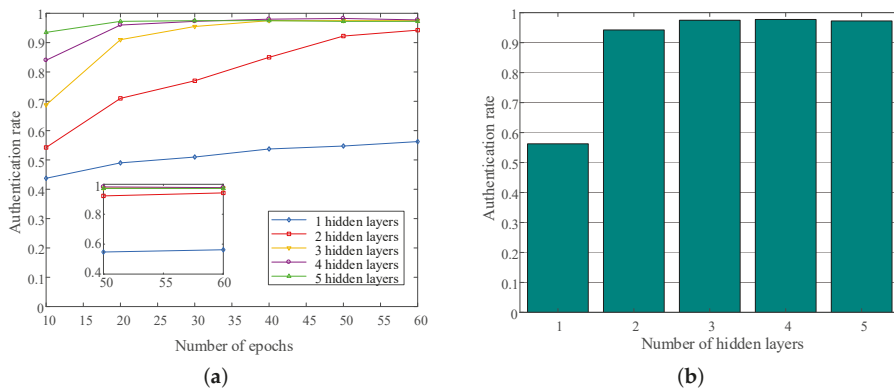 1
0.9
0.8
0.7
0.6
0.5
0.4
0.3
0.2
0.1
0
Authentication rate
10 15 20 25 30 35 40 45 50 55 60
Number of epochs
1
0.8
0.6
0.4
50 55 60
1 hidden layers
2 hidden layers
3 hidden layers
4 hidden layers
5 hidden layers
(a)
1
0.9
0.8
0.7
0.6
0.5
0.4
0.3
0.2
0.1
0
Authentication rate
1 2 3 4 5
Number of hidden layers
(b)